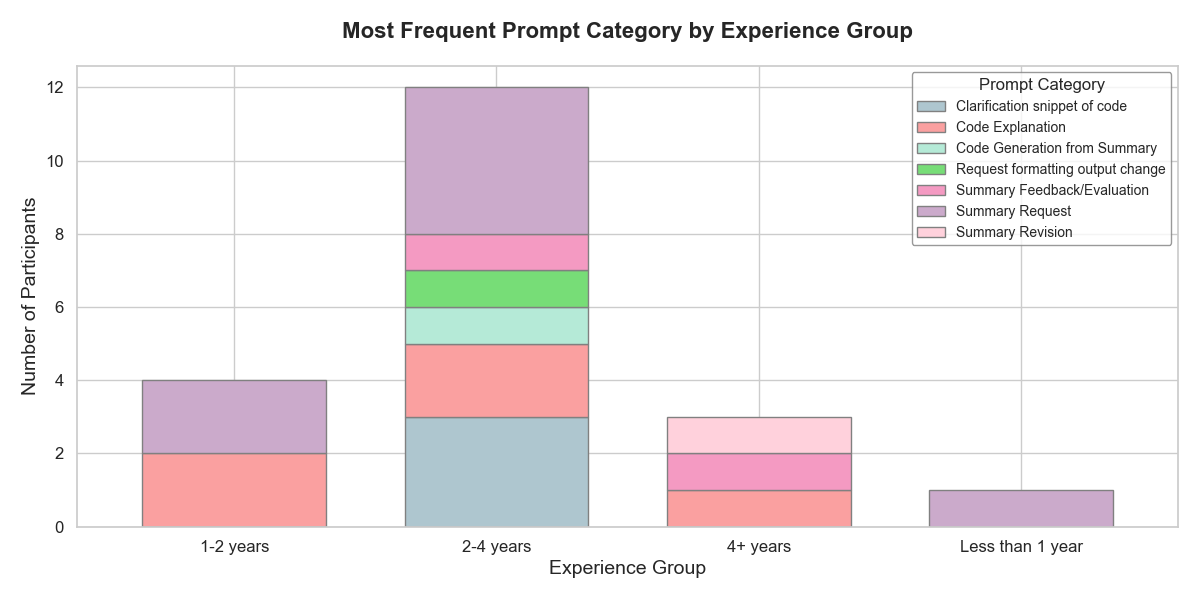 Most Frequent Prompt Category by Experience Group
Number of Participants
12
10
8
6
4
2
0
Prompt Category
Clarification snippet of code
Code Explanation
Code Generation from Summary
Request formatting output change
Summary Feedback/Evaluation
Summary Request
Summary Revision
1-2 years
2-4 years
4+ years
Less than 1 year
Experience Group